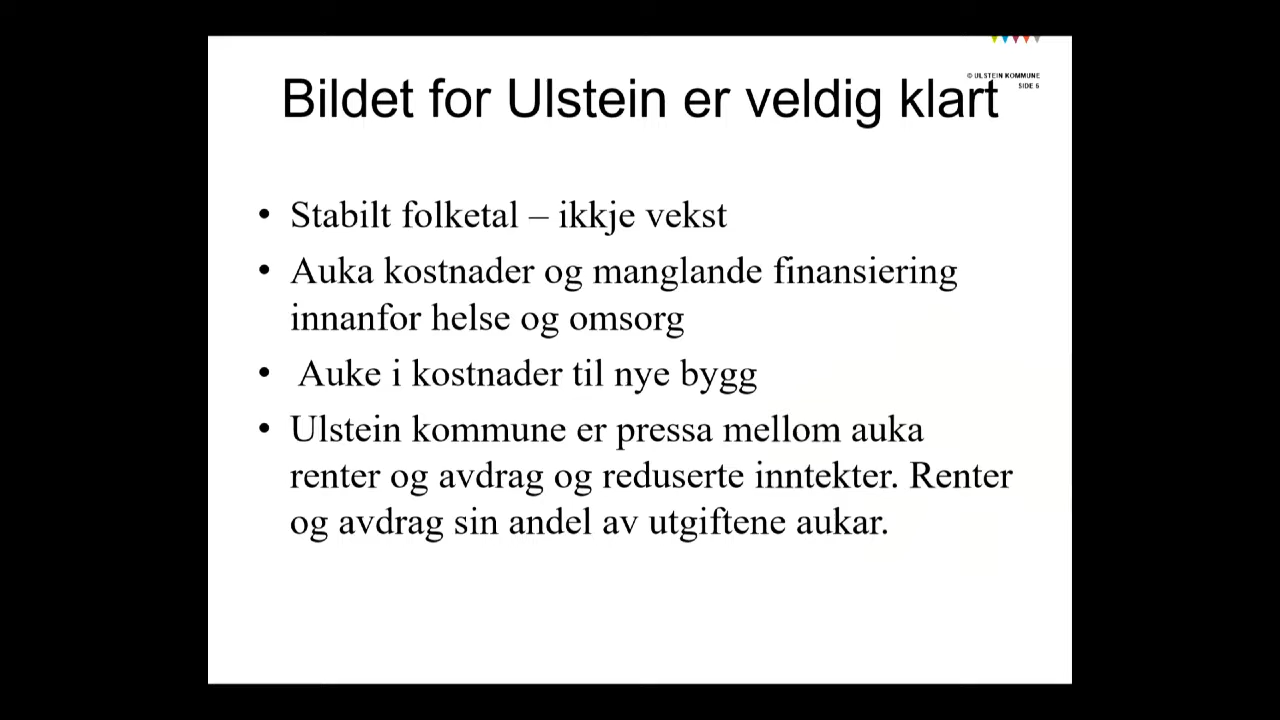 © ULSTEIN KOMMUNE
SIDE 6
Bildet for Ulstein er veldig klart
• Stabilt folketal – ikkje vekst
• Auka kostnader og manglande finansiering
innanfor helse og omsorg
• Auke i kostnader til nye bygg
• Ulstein kommune er pressa mellom auka
renter og avdrag og reduserte inntekter. Renter
og avdrag sin andel av utgiftene aukar.